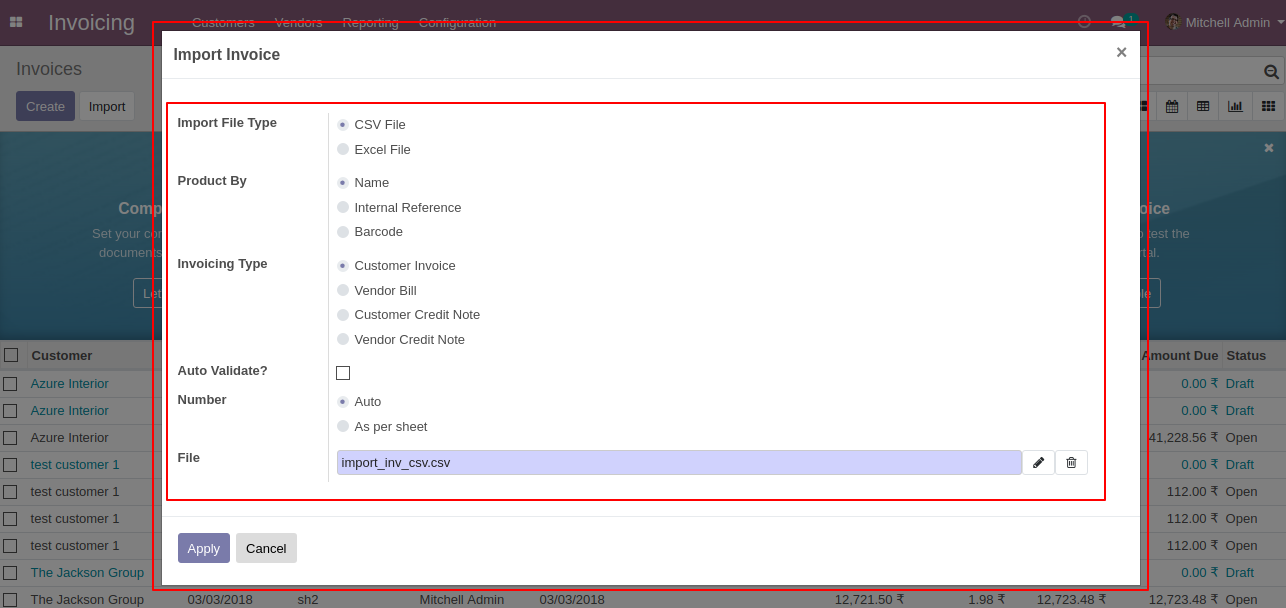 Invoicing Customers Vendors Reporting Configuration 1 Mitchell Admin
Import Invoice ×
Invoices
Create Import
Import File Type CSV File
Excel File
Product By Name
Internal Reference
Barcode
Comp oice
Set your co test the
documents tal.
Let
Invoicing Type Customer Invoice
Vendor Bill
Customer Credit Note
Vendor Credit Note
Customer Amount Due Status
Auto Validate?
Azure Interior 0.00 ₹ Draft
Number Auto
Azure Interior 0.00 ₹ Draft
As per sheet
Azure Interior 41,228.56 ₹ Open
File import_inv_csv.csv
test customer 1 0.00 ₹ Draft
test customer 1 112.00 ₹ Open
test customer 1 112.00 ₹ Open
test customer 1 112.00 ₹ Open
Apply Cancel
The Jackson Group 0.00 ₹ Draft
The Jackson Group 03/03/2018 sh2 Mitchell Admin 03/03/2018 12,721.50 ₹ 1.98 ₹ 12,723.48 ₹ 12,723.48 ₹ Open